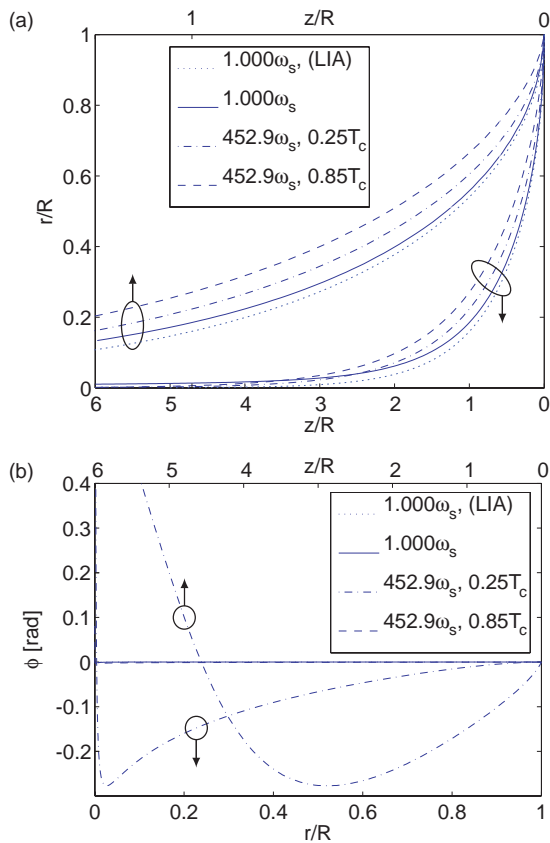 (a)
z/R
1 0
1.000ω_s, (LIA)
1.000ω_s
452.9ω_s, 0.25T_c
452.9ω_s, 0.85T_c
r/R
1
0.8
0.6
0.4
0.2
0
6 5 4 3 2 1 0
z/R
(b)
z/R
6 5 4 3 2 1 0
1.000ω_s, (LIA)
1.000ω_s
452.9ω_s, 0.25T_c
452.9ω_s, 0.85T_c
ϕ [rad]
0.4
0.3
0.2
0.1
0
-0.1
-0.2
0 0.2 0.4 0.6 0.8 1
r/R